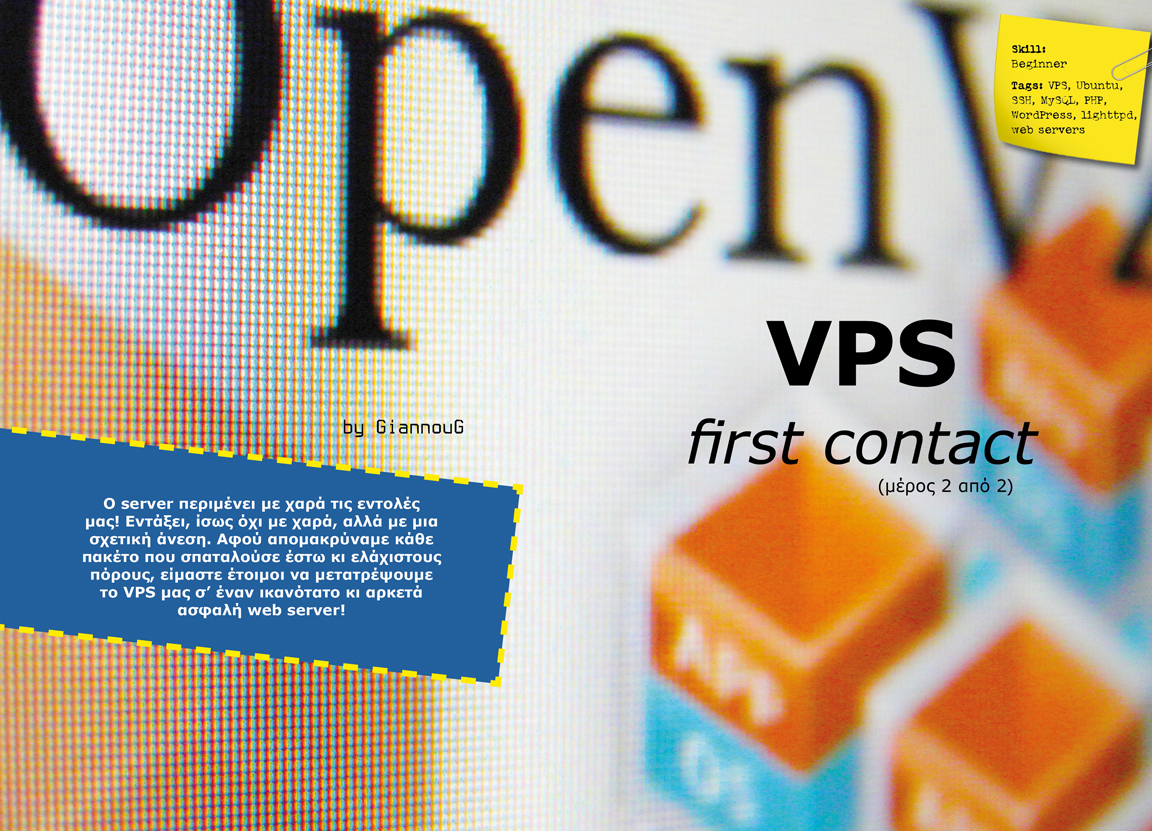 OpenV
Skill:
Beginner
Tags: VPS, Ubuntu,
SSH, MySQL, PHP,
WordPress, lighttpd,
web servers
VPS
first contact
(μέρος 2 από 2)
by GiannouG
Ο server περιμένει με χαρά τις εντολές
μας! Εντάξει, ίσως όχι με χαρά, αλλά με μια
σχετική άνεση. Αφού απομακρύναμε κάθε
πακέτο που σπαταλούσε έστω κι ελάχιστους
πόρους, είμαστε έτοιμοι να μετατρέψουμε
το VPS μας σ’ έναν ικανότατο κι αρκετά
ασφαλή web server!
APPs
OS